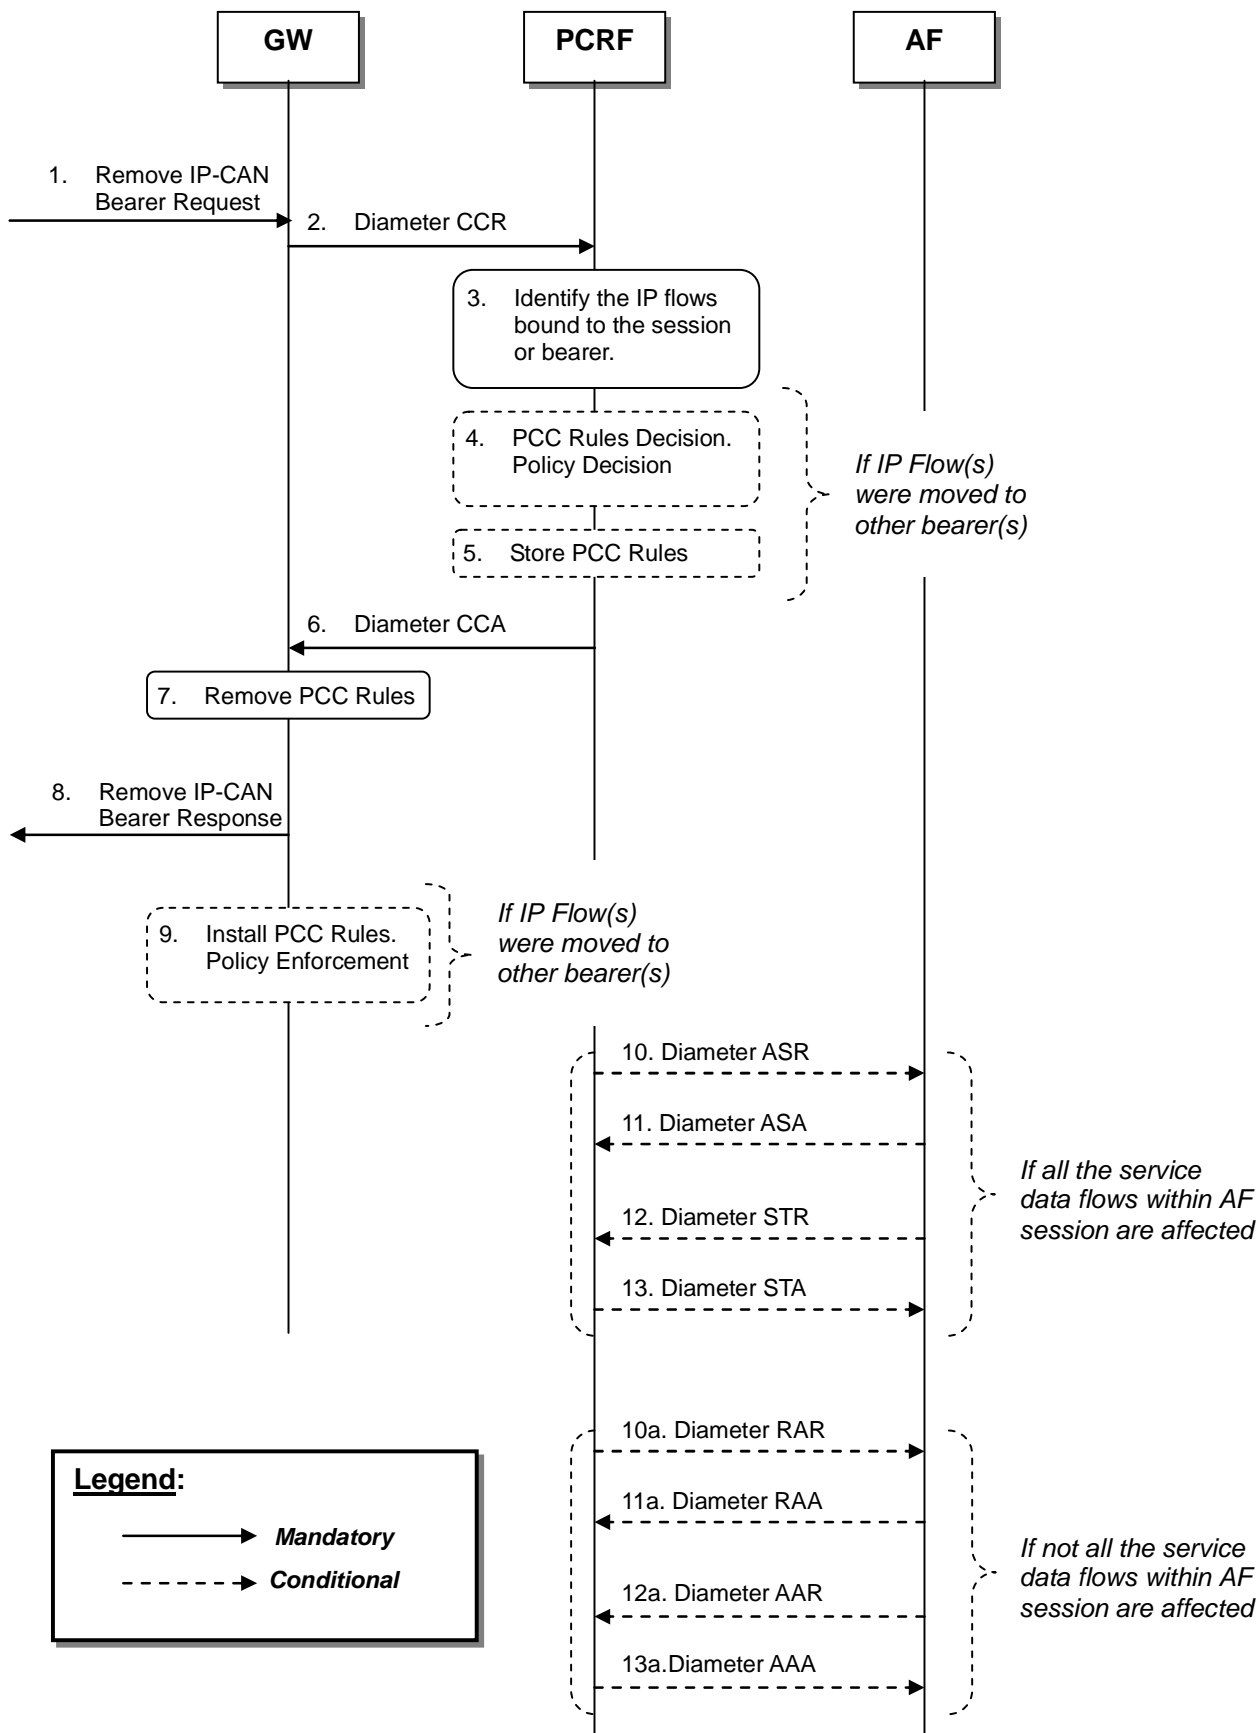 GW
PCRF
AF
1. Remove IP-CAN
Bearer Request
2. Diameter CCR
3. Identify the IP flows
bound to the session
or bearer.
4. PCC Rules Decision.
Policy Decision
If IP Flow(s)
were moved to
other bearer(s)
5. Store PCC Rules
6. Diameter CCA
7. Remove PCC Rules
8. Remove IP-CAN
Bearer Response
9. Install PCC Rules.
Policy Enforcement
If IP Flow(s)
were moved to
other bearer(s)
10. Diameter ASR
11. Diameter ASA
12. Diameter STR
13. Diameter STA
If all the service
data flows within AF
session are affected
10a. Diameter RAR
11a. Diameter RAA
12a. Diameter AAR
13a.Diameter AAA
If not all the service
data flows within AF
session are affected
Legend:
Mandatory
Conditional